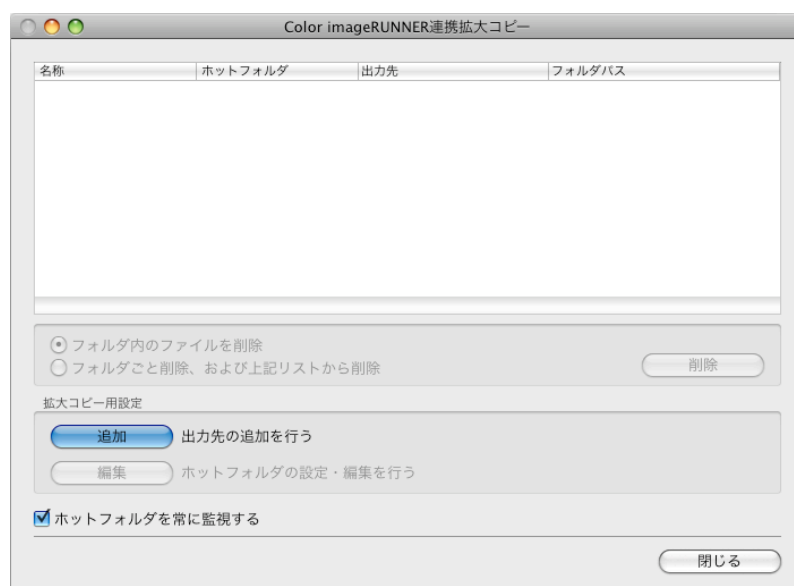 Color imageRUNNER連携拡大コピー
名称 ホットフォルダ 出力先 フォルダパス
フォルダ内のファイルを削除
フォルダごと削除、および上記リストから削除
削除
拡大コピー用設定
追加 出力先の追加を行う
編集 ホットフォルダの設定・編集を行う
ホットフォルダを常に監視する
閉じる